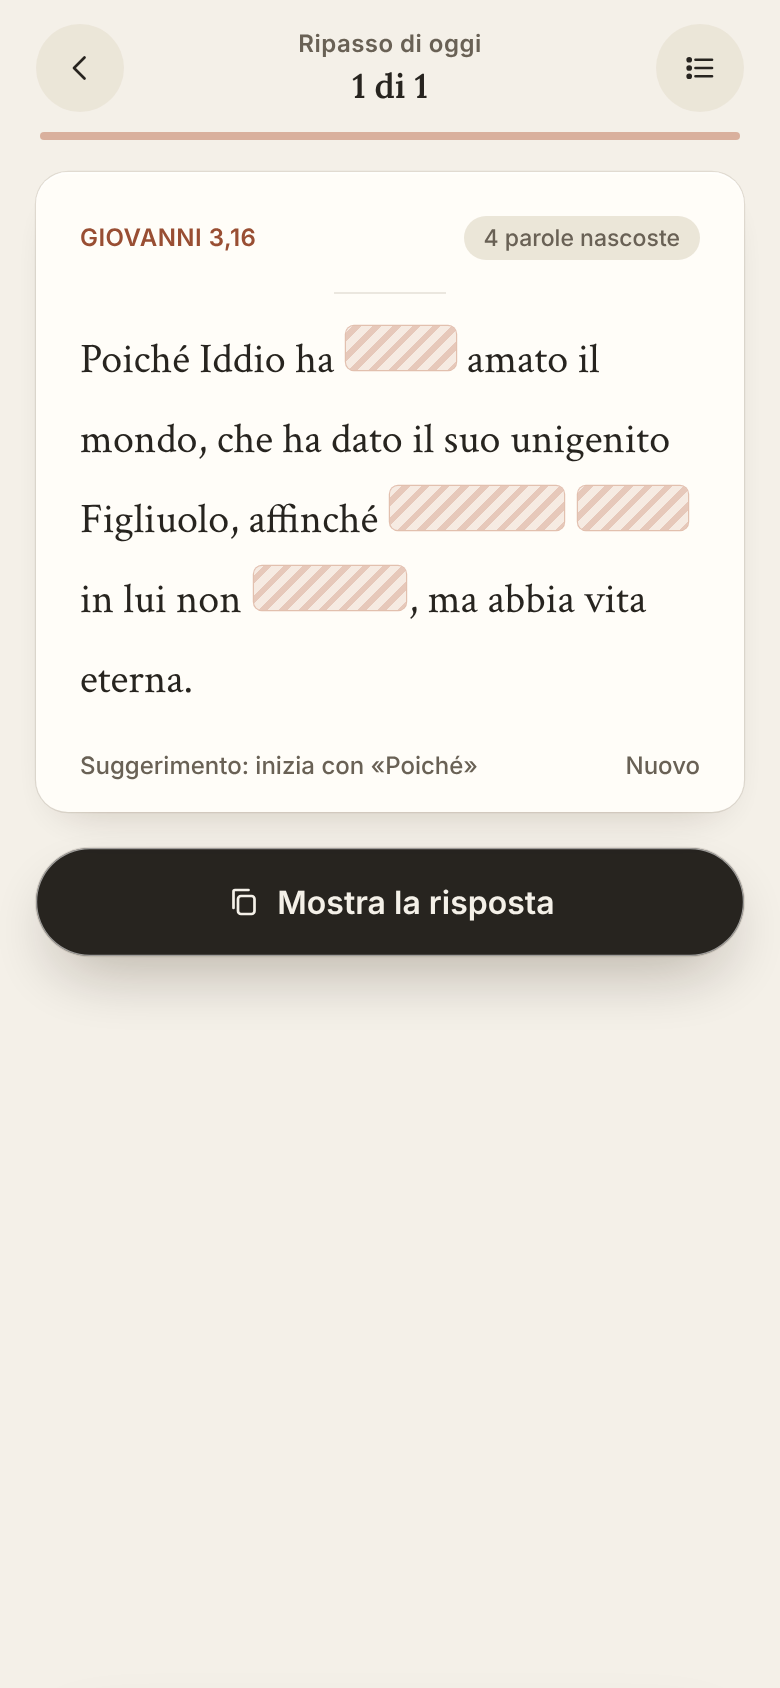 Ripasso di oggi
1 di 1
GIOVANNI 3,16
4 parole nascoste
Poiché Iddio ha amato il
mondo, che ha dato il suo unigenito
Figliuolo, affinché
in lui non , ma abbia vita
eterna.
Suggerimento: inizia con «Poiché»
Nuovo
Mostra la risposta